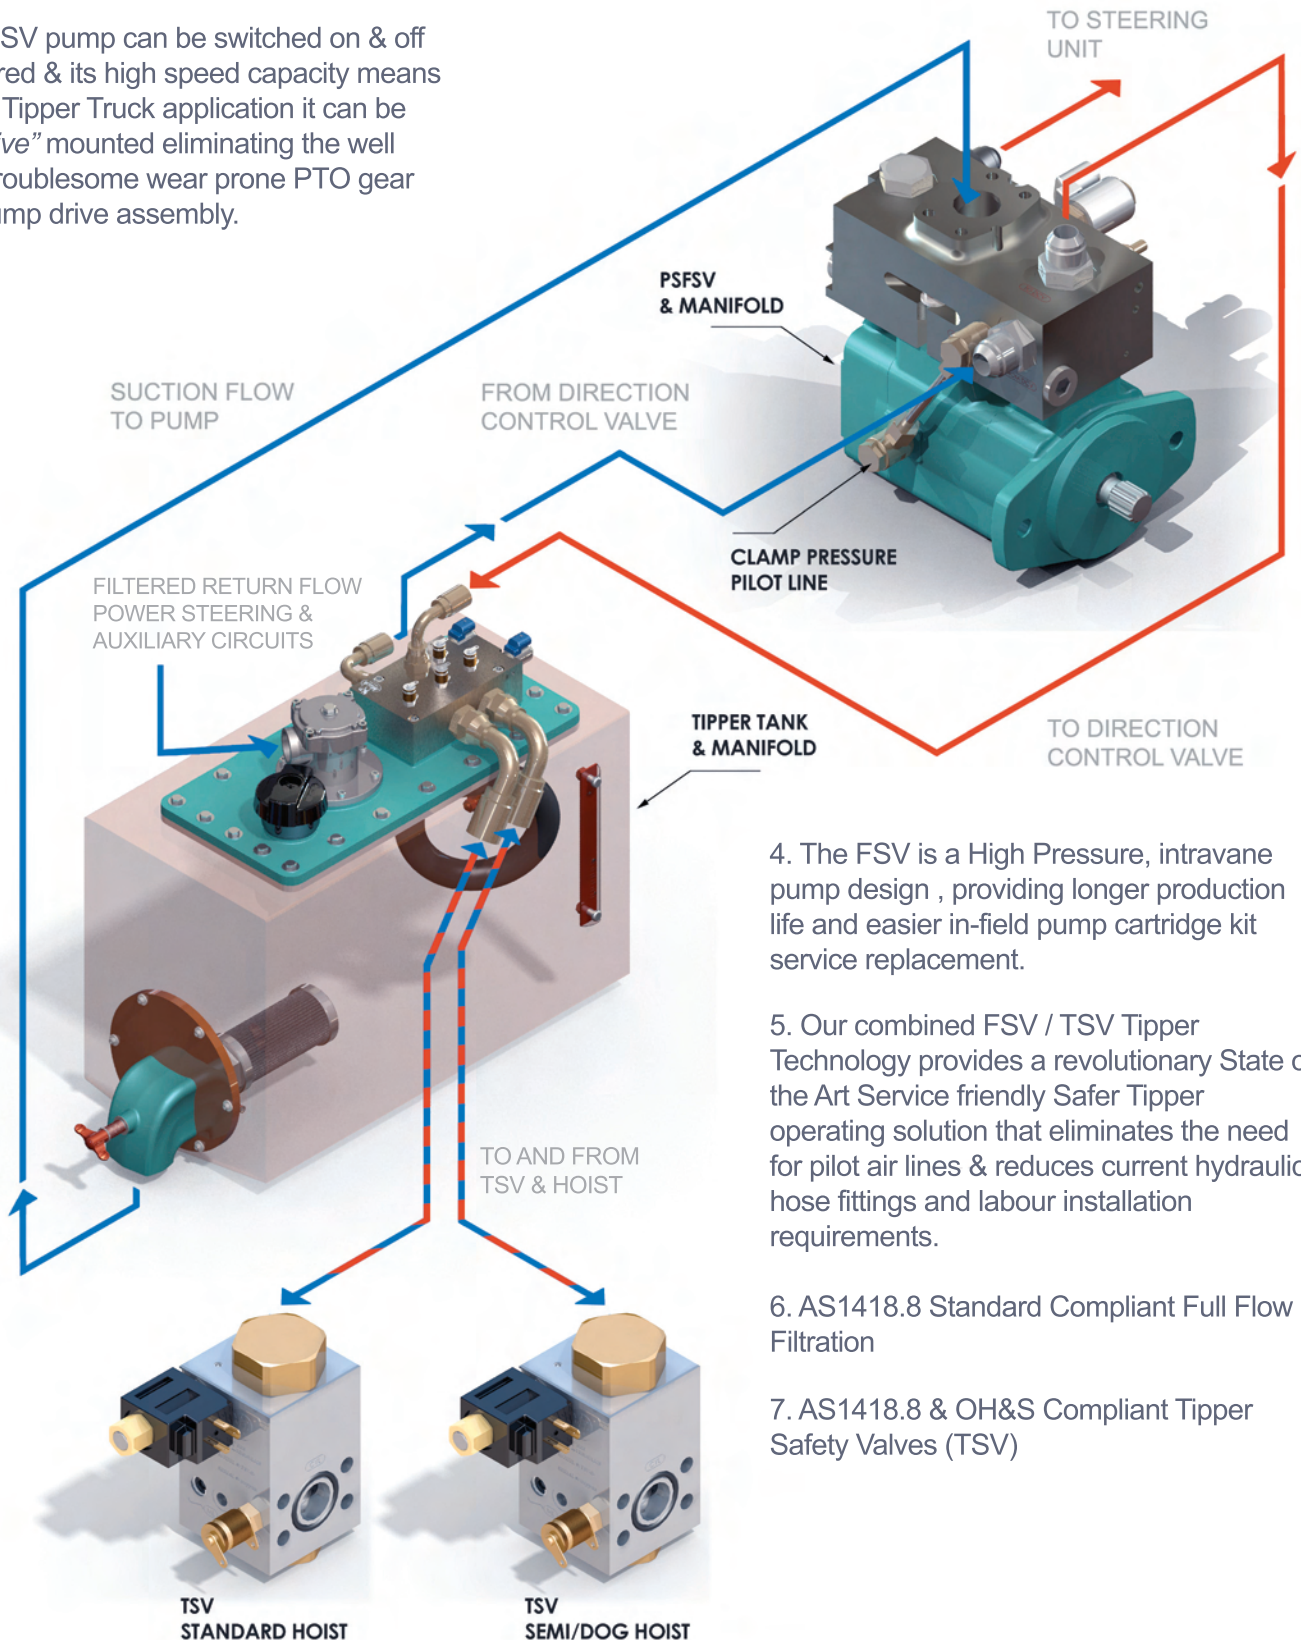 SV pump can be switched on & off
red & its high speed capacity means
Tipper Truck application it can be
ive” mounted eliminating the well
roublesome wear prone PTO gear
ump drive assembly.
TO STEERING
UNIT
PSFSV
& MANIFOLD
SUCTION FLOW
TO PUMP
FROM DIRECTION
CONTROL VALVE
CLAMP PRESSURE
PILOT LINE
FILTERED RETURN FLOW
POWER STEERING &
AUXILIARY CIRCUITS
TIPPER TANK
& MANIFOLD
TO DIRECTION
CONTROL VALVE
4. The FSV is a High Pressure, intravane
pump design , providing longer production
life and easier in-field pump cartridge kit
service replacement.
5. Our combined FSV / TSV Tipper
Technology provides a revolutionary State o
the Art Service friendly Safer Tipper
operating solution that eliminates the need
for pilot air lines & reduces current hydraulic
hose fittings and labour installation
requirements.
6. AS1418.8 Standard Compliant Full Flow
Filtration
7. AS1418.8 & OH&S Compliant Tipper
Safety Valves (TSV)
TO AND FROM
TSV & HOIST
TSV
STANDARD HOIST
TSV
SEMI/DOG HOIST